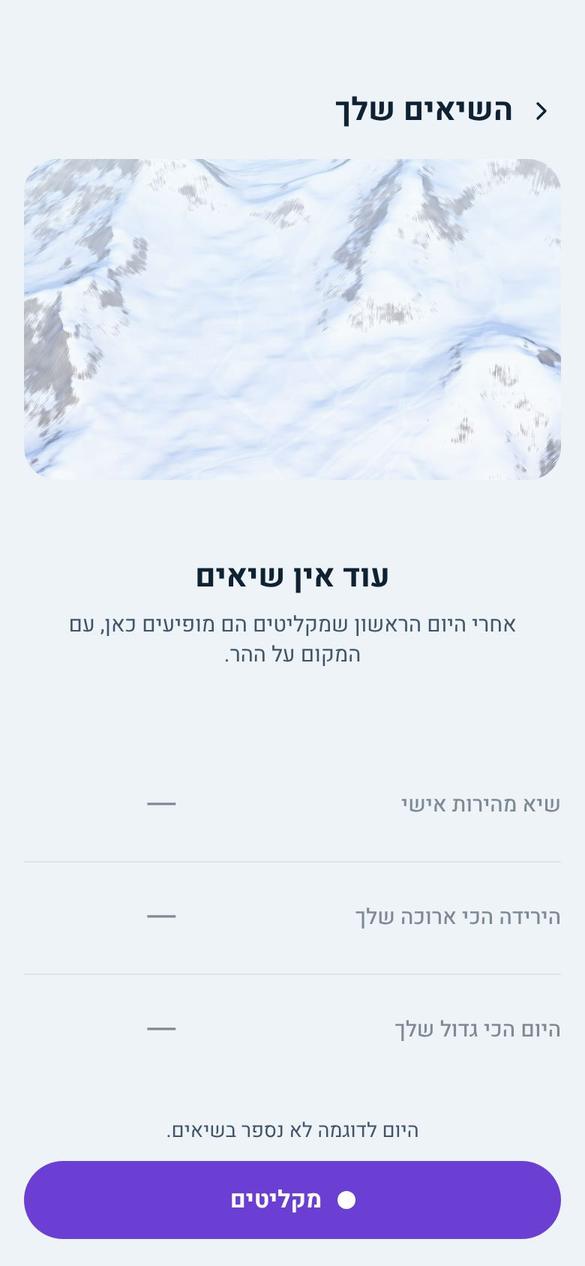 השיאים שלך
עוד אין שיאים
אחרי היום הראשון שמקליטים הם מופיעים כאן, עם
המקום על ההר.
שיא מהירות אישי —
הירידה הכי ארוכה שלך —
היום הכי גדול שלך —
היום לדוגמה לא נספר בשיאים.
מקליטים